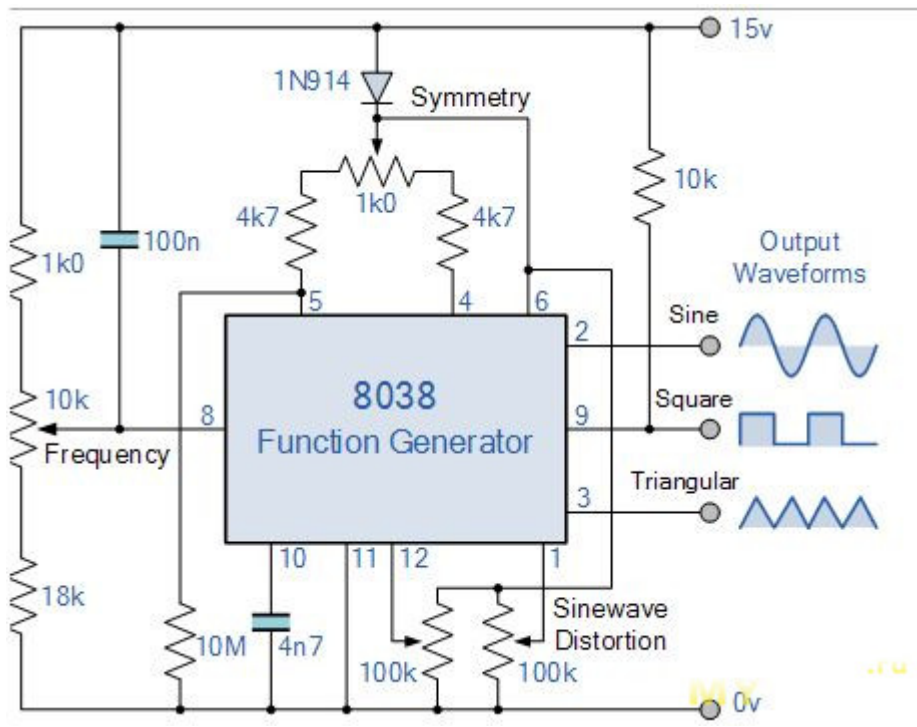 15v
1N914
Symmetry
1k0
10k
4k7
4k7
100n
1k0
Output
Waveforms
5
4
6
Sine
2
10k
8
8038
Function Generator
9
Square
Frequency
Triangular
3
10
11
12
1
18k
Sinewave
Distortion
10M
4n7
100k
100k
.ru
0v